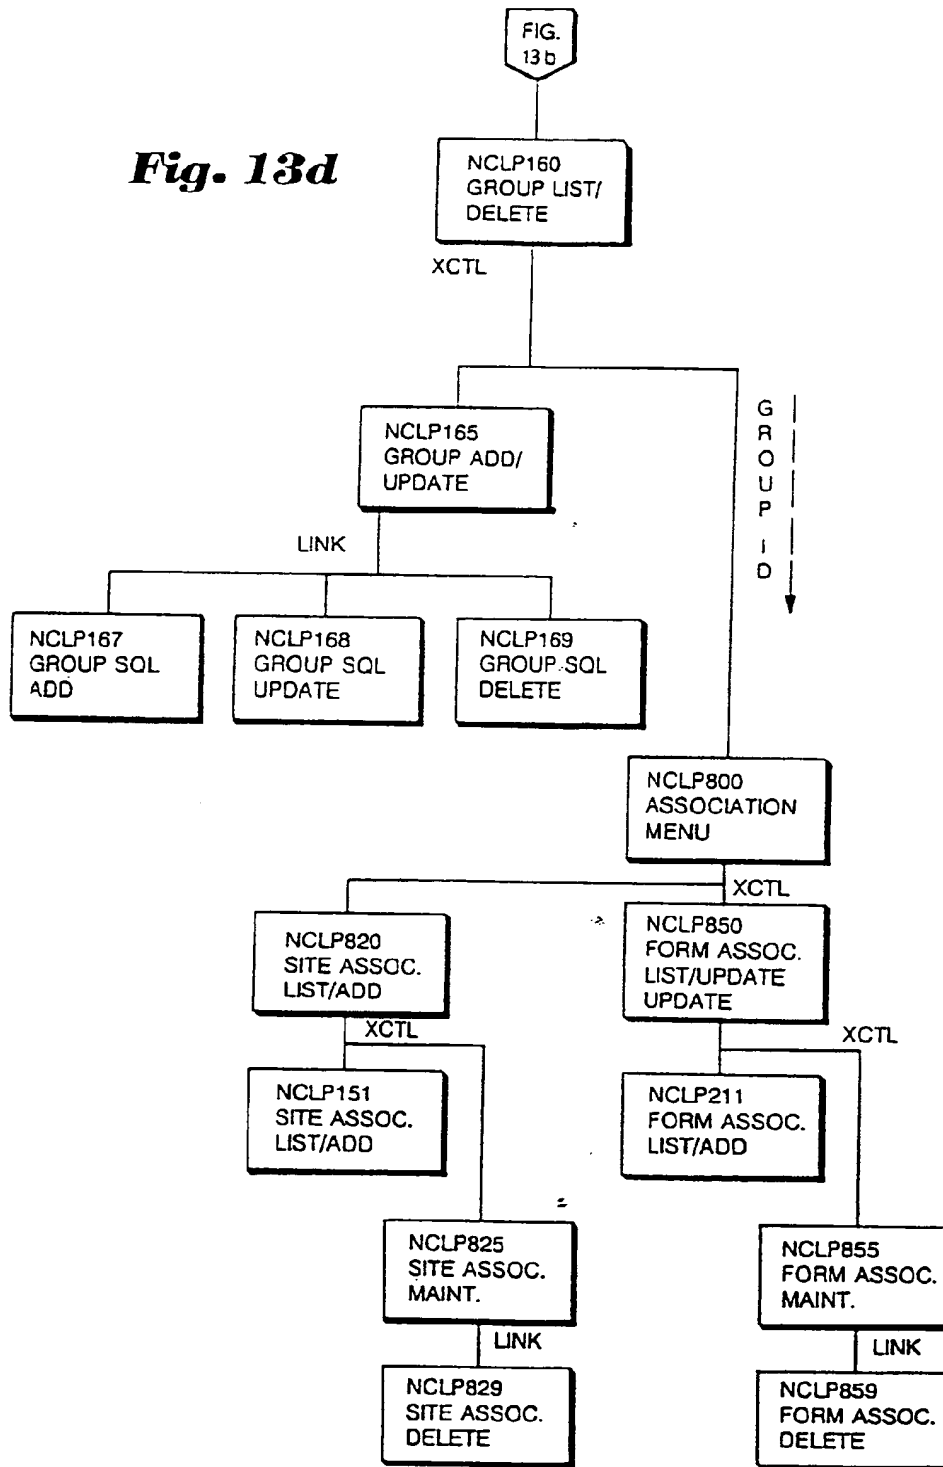 FIG.
13b
Fig. 13d
NCLP160
GROUP LIST/
DELETE
XCTL
NCLP165
GROUP ADD/
UPDATE
GROUP ID
LINK
NCLP167
GROUP SQL
ADD
NCLP168
GROUP SQL
UPDATE
NCLP169
GROUP SQL
DELETE
NCLP800
ASSOCIATION
MENU
XCTL
NCLP820
SITE ASSOC.
LIST/ADD
NCLP850
FORM ASSOC.
LIST/UPDATE
UPDATE
XCTL
XCTL
NCLP151
SITE ASSOC.
LIST/ADD
NCLP211
FORM ASSOC.
LIST/ADD
NCLP825
SITE ASSOC.
MAINT.
NCLP855
FORM ASSOC.
MAINT.
LINK
LINK
NCLP829
SITE ASSOC.
DELETE
NCLP859
FORM ASSOC.
DELETE